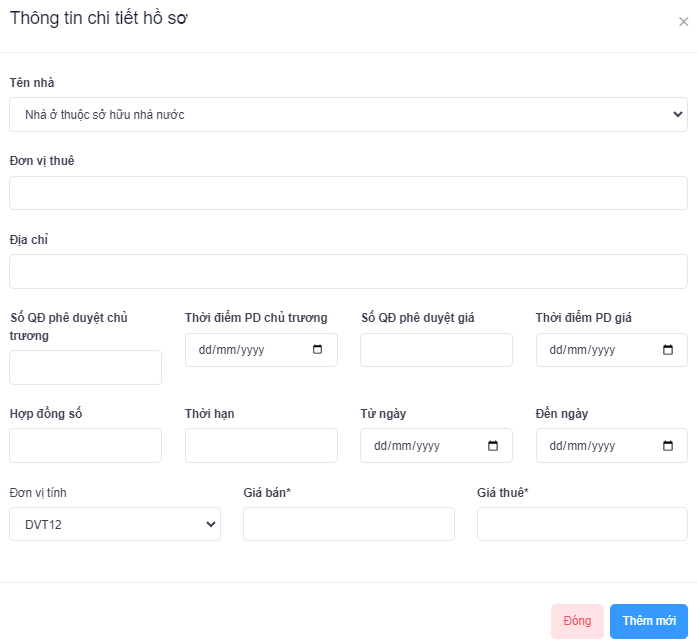 Thông tin chi tiết hồ sơ
×
Tên nhà
Nhà ở thuộc sở hữu nhà nước
Đơn vị thuê
Địa chỉ
Số QĐ phê duyệt chủ trương
Thời điểm PD chủ trương
Số QĐ phê duyệt giá
Thời điểm PD giá
dd/mm/yyyy
dd/mm/yyyy
Hợp đồng số
Thời hạn
Từ ngày
Đến ngày
dd/mm/yyyy
dd/mm/yyyy
Đơn vị tính
Giá bán*
Giá thuê*
DVT12
Đóng
Thêm mới